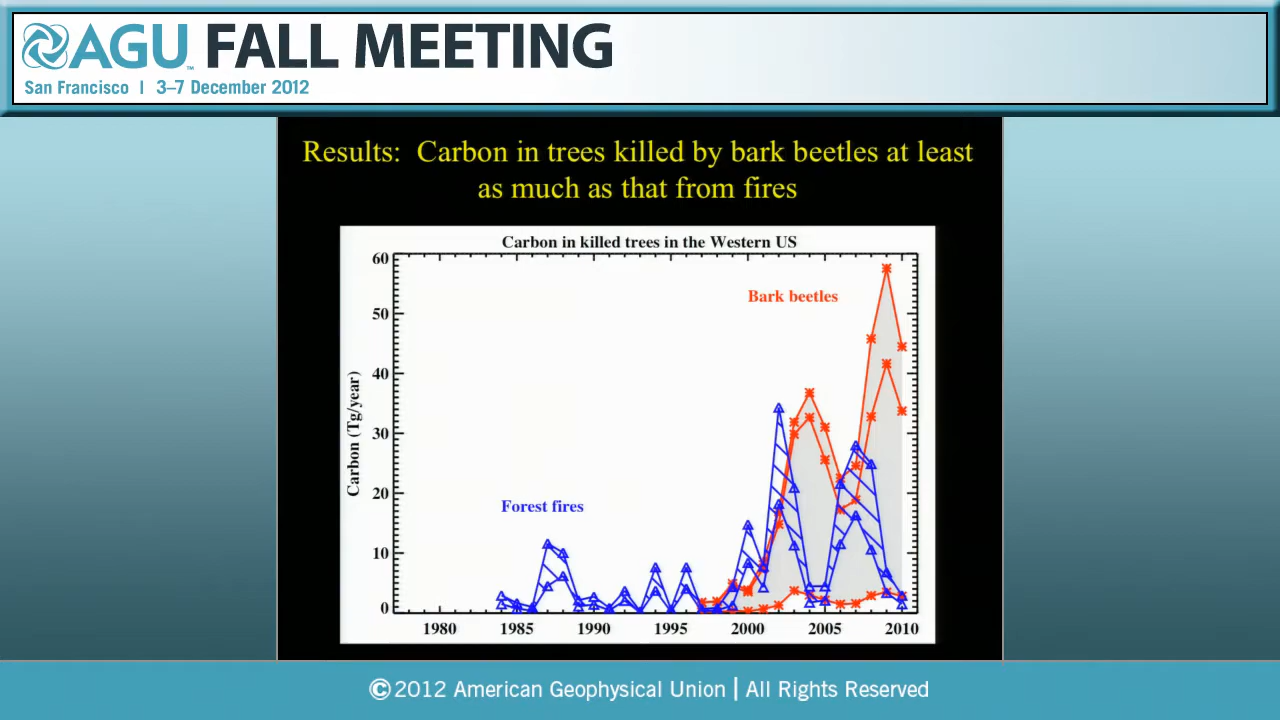 AGU™ FALL MEETING
San Francisco | 3–7 December 2012
Results: Carbon in trees killed by bark beetles at least
as much as that from fires
Carbon in killed trees in the Western US
60
50
40
30
20
10
0
Carbon (Tg/year)
Bark beetles
Forest fires
1980 1985 1990 1995 2000 2005 2010
©2012 American Geophysical Union | All Rights Reserved